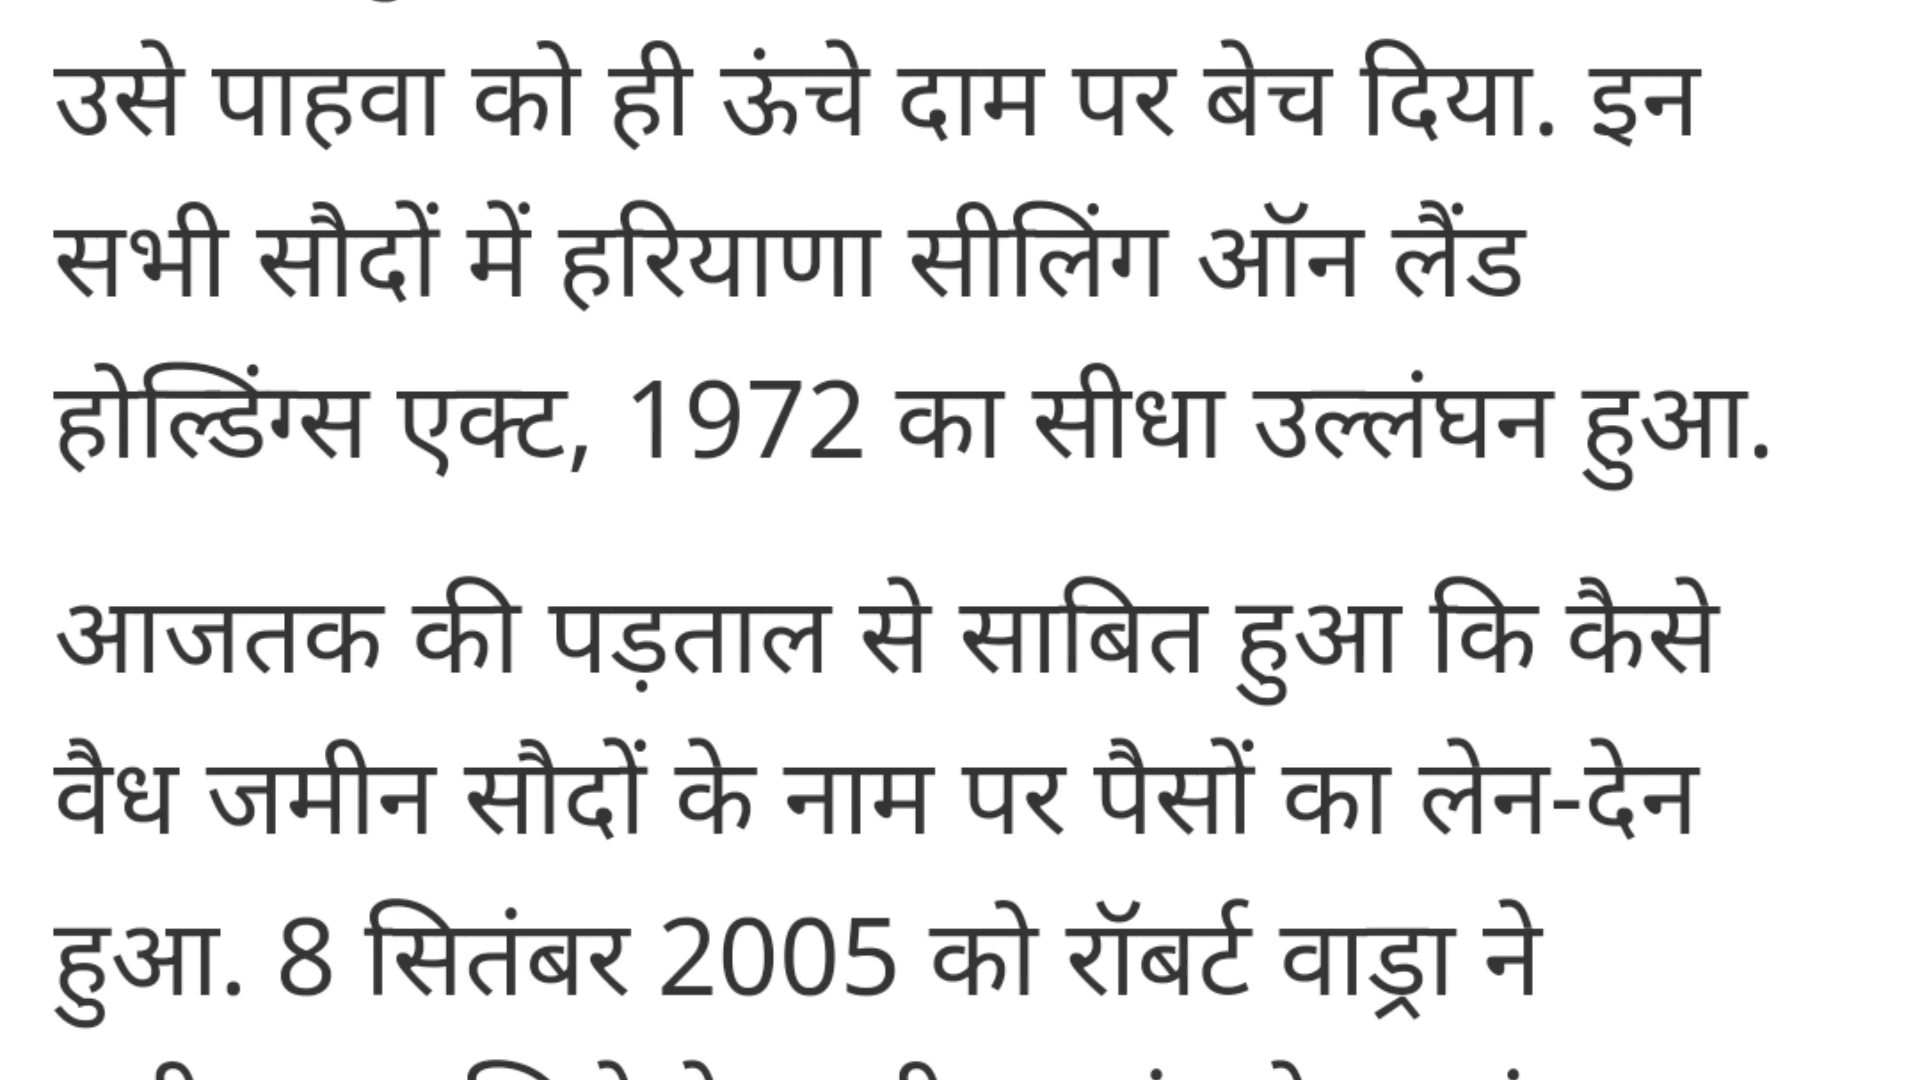 उसे पाहवा को ही ऊंचे दाम पर बेच दिया. इन
सभी सौदों में हरियाणा सीलिंग ऑन लैंड
होल्डिंग्स एक्ट, 1972 का सीधा उल्लंघन हुआ.
आजतक की पड़ताल से साबित हुआ कि कैसे
वैध जमीन सौदों के नाम पर पैसों का लेन-देन
हुआ. 8 सितंबर 2005 को रॉबर्ट वाड्रा ने